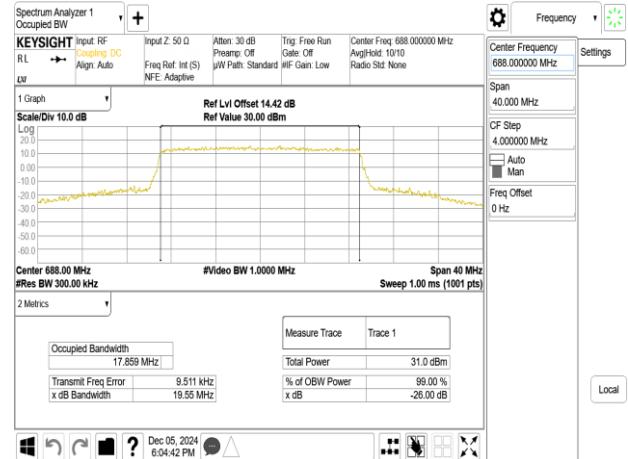 Spectrum Analyzer 1
Occupied BW
Frequency
KEYSIGHT
RL
LXI
Input: RF
Coupling: DC
Align: Auto
Input Z: 50 Ω
Freq Ref: Int (S)
NFE: Adaptive
Atten: 30 dB
Preamp: Off
µW Path: Standard
Trig: Free Run
Gate: Off
#IF Gain: Low
Center Freq: 688.000000 MHz
Avg|Hold: 10/10
Radio Std: None
Center Frequency
688.000000 MHz
Settings
Span
40.000 MHz
CF Step
4.000000 MHz
Auto
Man
Freq Offset
0 Hz
Local
1 Graph
Scale/Div 10.0 dB
Ref Lvl Offset 14.42 dB
Ref Value 30.00 dBm
Log
20.0
10.0
0.00
-10.0
-20.0
-30.0
-40.0
-50.0
-60.0
Center 688.00 MHz
#Video BW 1.0000 MHz
Span 40 MHz
#Res BW 300.00 kHz
Sweep 1.00 ms (1001 pts)
2 Metrics
Measure Trace Trace 1
Occupied Bandwidth
17.859 MHz
Total Power 31.0 dBm
Transmit Freq Error 9.511 kHz
% of OBW Power 99.00 %
x dB Bandwidth 19.55 MHz
x dB -26.00 dB
?
Dec 05, 2024
6:04:42 PM